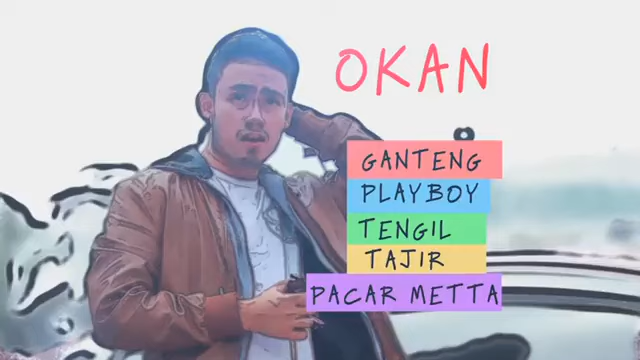 OKAN
GANTENG
PLAYBOY
TENGIL
TAJIR
PACAR METTA